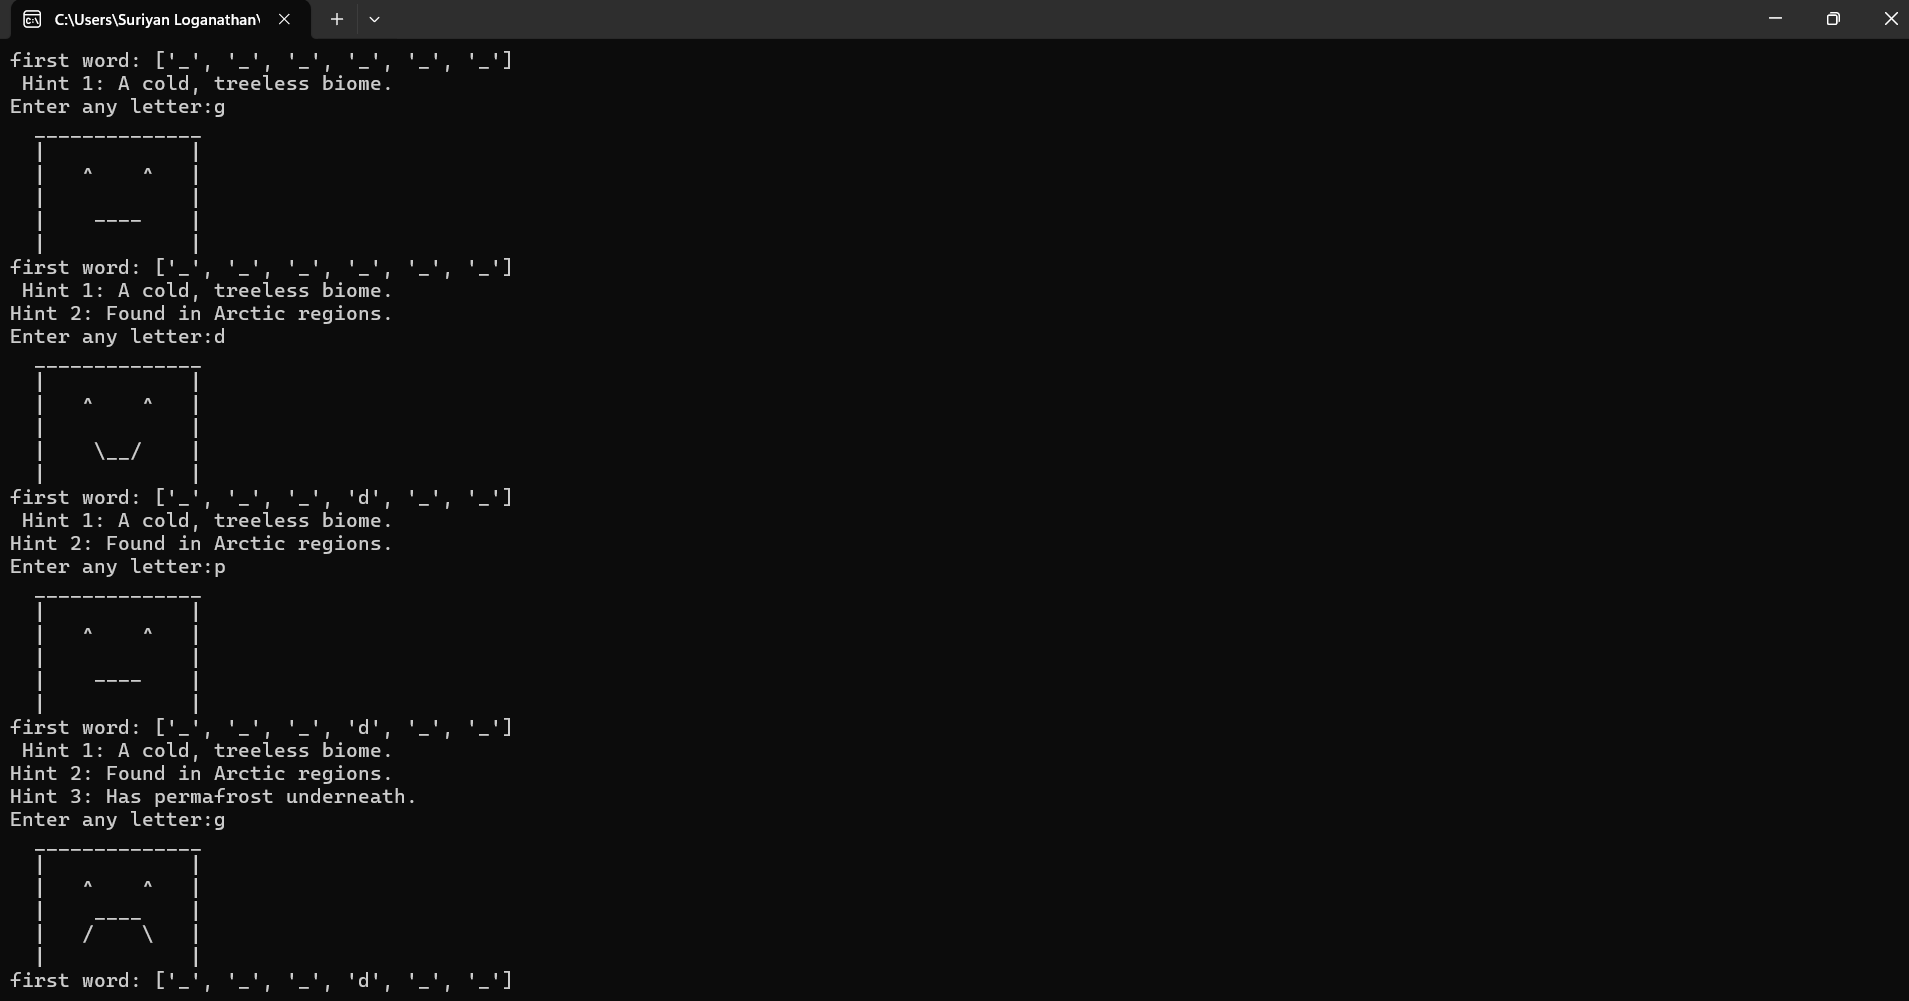 C:\Users\Suriyan Loganathan\
first word: ['_', '_', '_', '_', '_', '_']
 Hint 1: A cold, treeless biome.
Enter any letter:g
  ______________
  |            |
  |   ^    ^   |
  |            |
  |    ----    |
  |            |
first word: ['_', '_', '_', '_', '_', '_']
 Hint 1: A cold, treeless biome.
Hint 2: Found in Arctic regions.
Enter any letter:d
  ______________
  |            |
  |   ^    ^   |
  |            |
  |    \__/    |
  |            |
first word: ['_', '_', '_', 'd', '_', '_']
 Hint 1: A cold, treeless biome.
Hint 2: Found in Arctic regions.
Enter any letter:p
  ______________
  |            |
  |   ^    ^   |
  |            |
  |    ----    |
  |            |
first word: ['_', '_', '_', 'd', '_', '_']
 Hint 1: A cold, treeless biome.
Hint 2: Found in Arctic regions.
Hint 3: Has permafrost underneath.
Enter any letter:g
  ______________
  |            |
  |   ^    ^   |
  |    ____    |
  |   /    \   |
  |            |
first word: ['_', '_', '_', 'd', '_', '_']